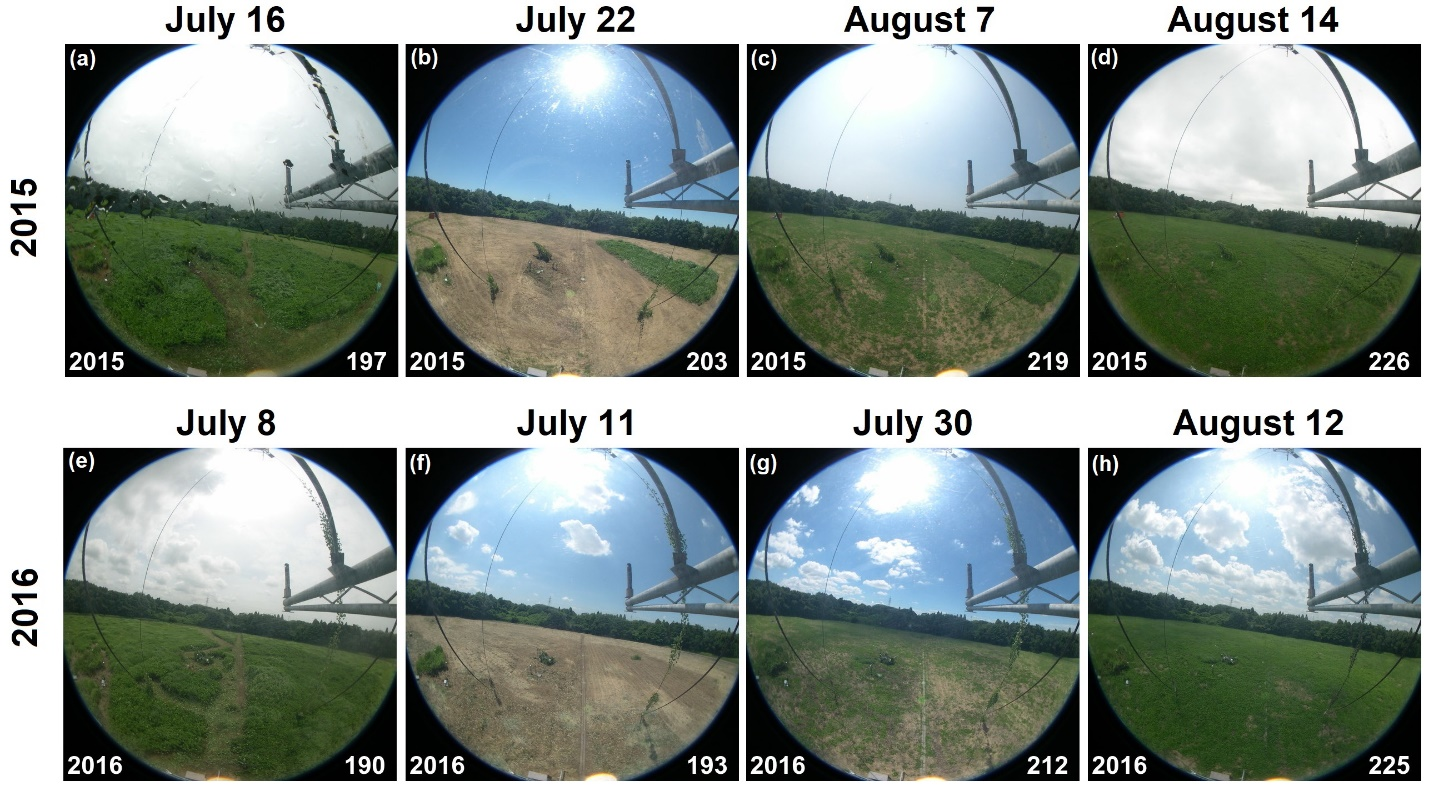 July 16 July 22 August 7 August 14
2015
(a) (b) (c) (d)
2015 197 2015 203 2015 219 2015 226
July 8 July 11 July 30 August 12
2016
(e) (f) (g) (h)
2016 190 2016 193 2016 212 2016 225